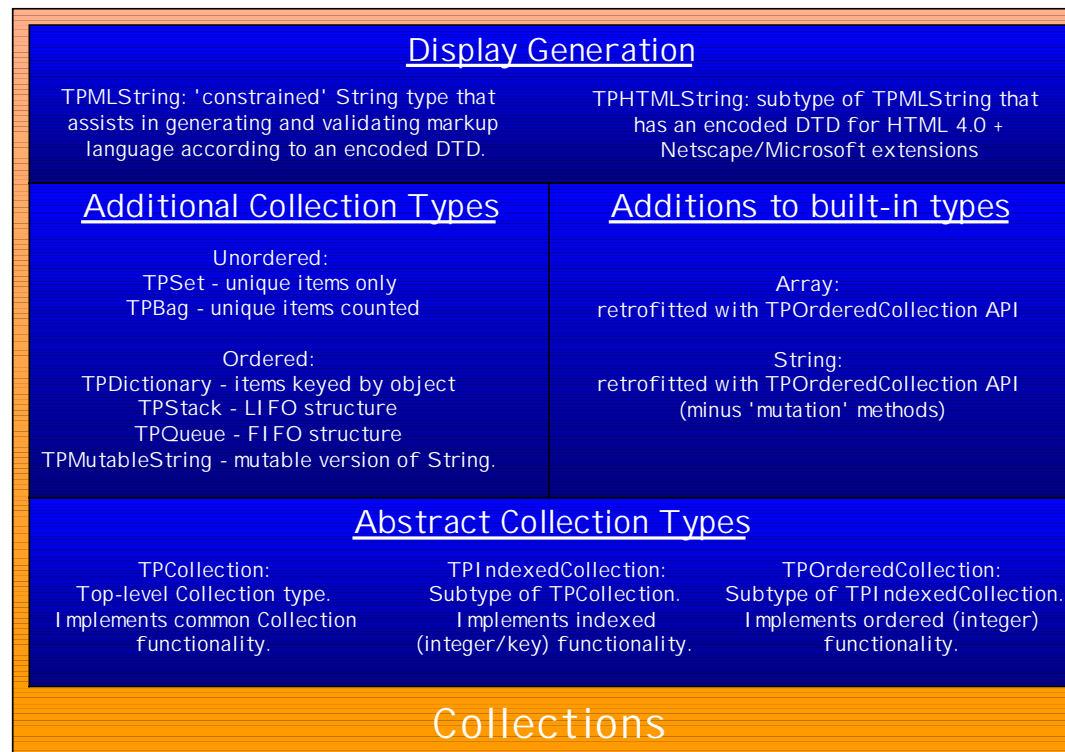 Display Generation
TPMLString: 'constrained' String type that
assists in generating and validating markup
language according to an encoded DTD.
TPHTMLString: subtype of TPMLString that
has an encoded DTD for HTML 4.0 +
Netscape/Microsoft extensions
Additional Collection Types
Unordered:
TPSet - unique items only
TPBag - unique items counted
Ordered:
TPDictionary - items keyed by object
TPStack - LIFO structure
TPQueue - FIFO structure
TPMutableString - mutable version of String.
Additions to built-in types
Array:
retrofitted with TPOrderedCollection API
String:
retrofitted with TPOrderedCollection API
(minus 'mutation' methods)
Abstract Collection Types
TPCollection:
Top-level Collection type.
Implements common Collection
functionality.
TPIndexedCollection:
Subtype of TPCollection.
Implements indexed
(integer/key) functionality.
TPOrderedCollection:
Subtype of TPIndexedCollection.
Implements ordered (integer)
functionality.
Collections